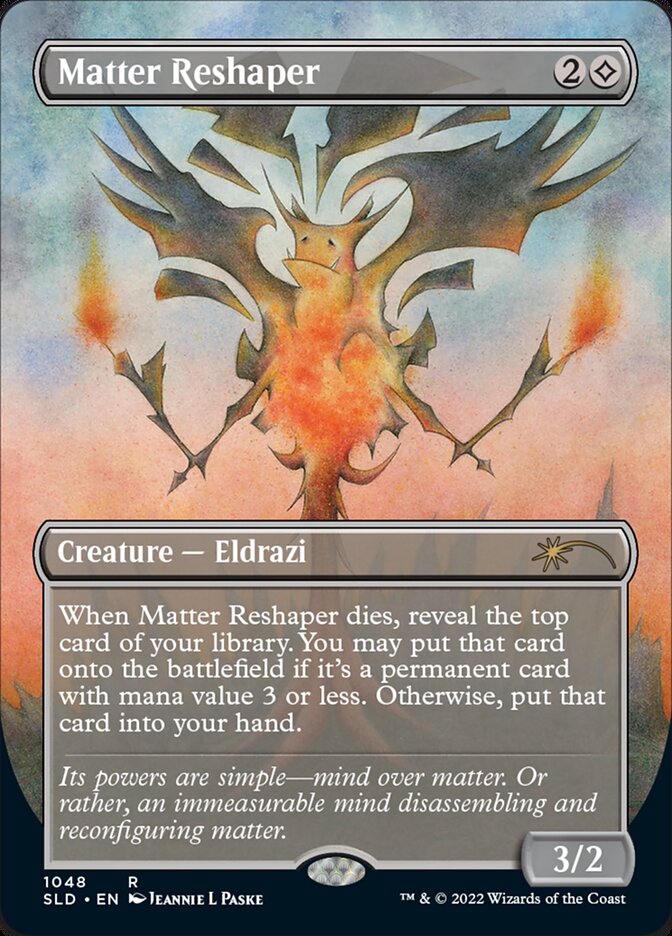 Matter Reshaper 2
Creature — Eldrazi
When Matter Reshaper dies, reveal the top
card of your library. You may put that card
onto the battlefield if it's a permanent card
with mana value 3 or less. Otherwise, put that
card into your hand.
Its powers are simple—mind over matter. Or
rather, an immeasurable mind disassembling and
reconfiguring matter.
3/2
1048 R
SLD • EN Jeannie L Paske
™ & © 2022 Wizards of the Coast